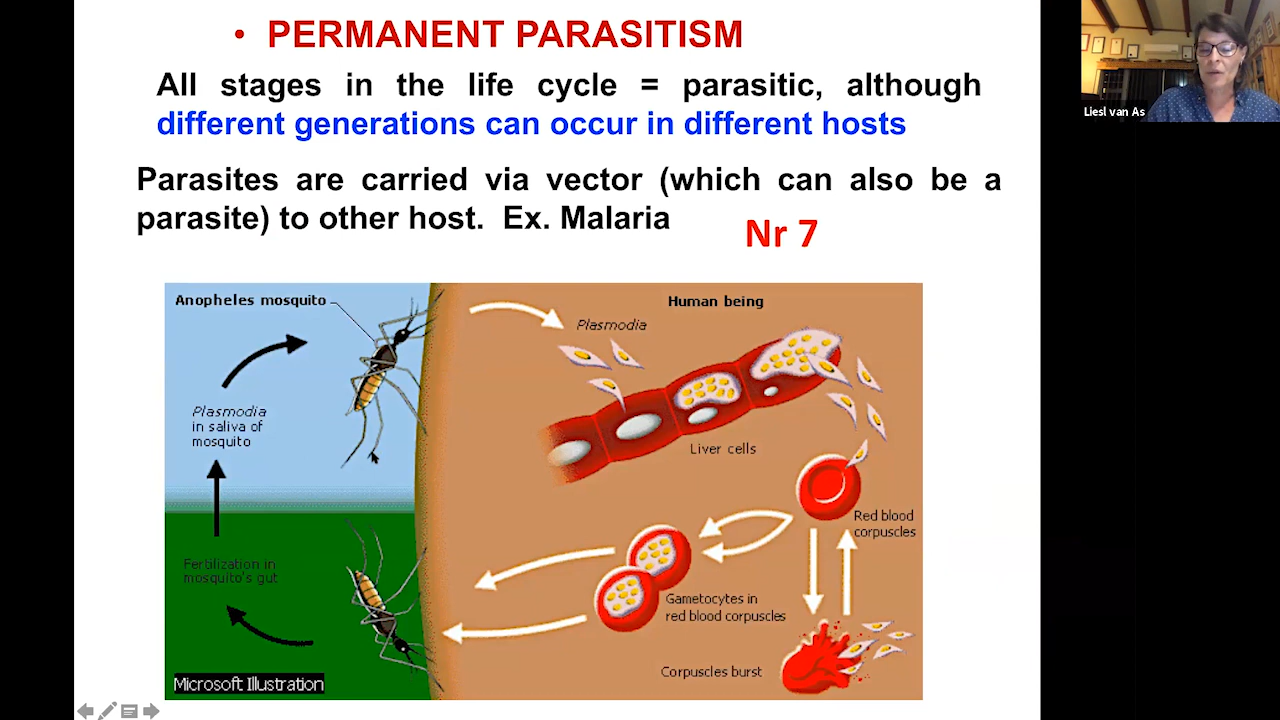 • PERMANENT PARASITISM
All stages in the life cycle = parasitic, although
different generations can occur in different hosts
Parasites are carried via vector (which can also be a
parasite) to other host. Ex. Malaria
Nr 7
Liesl van As
Anopheles mosquito
Human being
Plasmodia
Plasmodia
in saliva of
mosquito
Liver cells
Red blood
corpuscles
Fertilization in
mosquito's gut
Gametocytes in
red blood corpuscles
Corpuscles burst
Microsoft Illustration